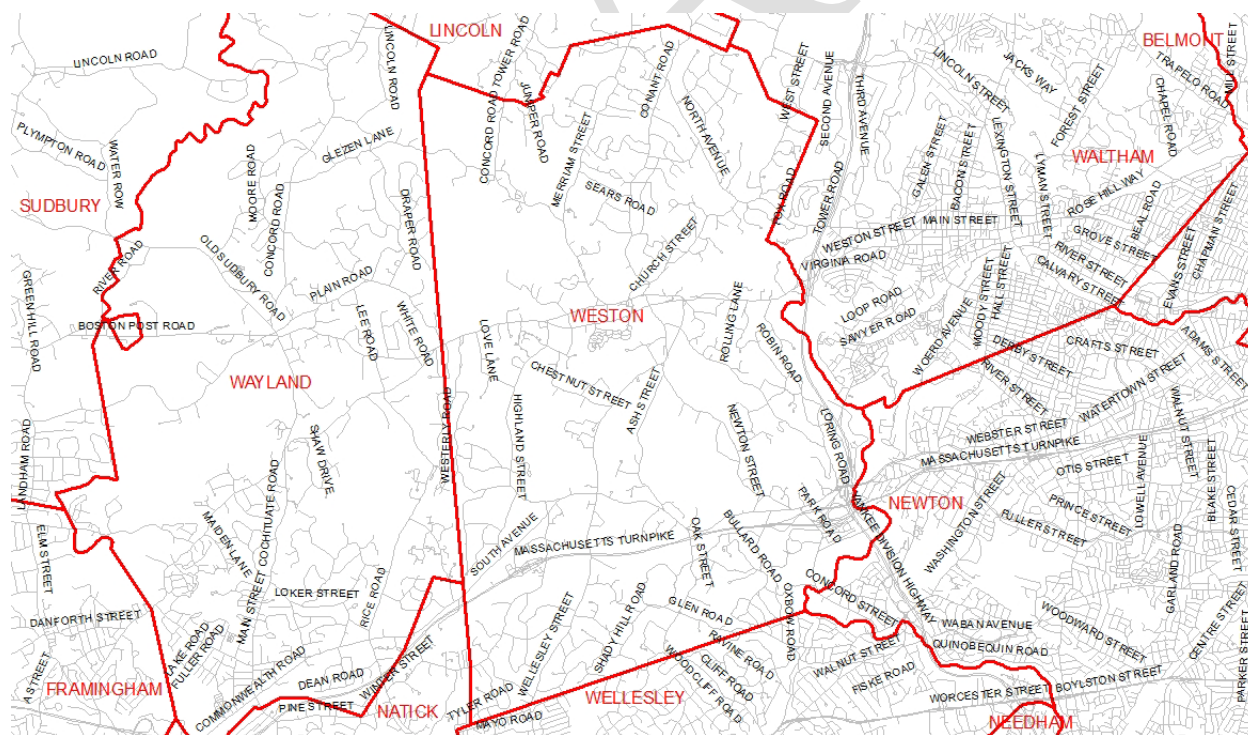 LINCOLN
BELMONT
LINCOLN ROAD
LINCOLN ROAD
CONCORD ROAD
TOWER ROAD
JUNIPER ROAD
CONANT ROAD
NORTH AVENUE
WEST STREET
SECOND AVENUE
THIRD AVENUE
LINCOLN STREET
JACKS WAY
FOREST STREET
TRAPELO ROAD
CHAPEL ROAD
PLYMPTON ROAD
WATER ROW
MOORE ROAD
CONCORD ROAD
GLEZEN LANE
DRAPER ROAD
MERRIAM STREET
SEARS ROAD
CHURCH STREET
FOX ROAD
TOWER ROAD
GALEN STREET
BACON STREET
LEXINGTON STREET
LYMAN STREET
WALTHAM
ROSE HILL WAY
BEAL ROAD
GROVE STREET
CHAPMAN STREET
EVANS STREET
SUDBURY
RIVER ROAD
OLD SUDBURY ROAD
PLAIN ROAD
WESTON STREET
MAIN STREET
VIRGINIA ROAD
RIVER STREET
CALVARY STREET
GREEN HILL ROAD
BOSTON POST ROAD
LEE ROAD
WHITE ROAD
LOVE LANE
WESTON
ROLLING LANE
ROBIN ROAD
LOOP ROAD
SAWYER ROAD
WOERD AVENUE
MOODY STREET
HALL STREET
DERBY STREET
CRAFTS STREET
ADAMS STREET
WAYLAND
CHESTNUT STREET
ASH STREET
RIVER STREET
WATERTOWN STREET
WALNUT STREET
LANDHAM ROAD
SHAW DRIVE
WESTERLY ROAD
HIGHLAND STREET
NEWTON STREET
LORING ROAD
WEBSTER STREET
MASSACHUSETTS TURNPIKE
OTIS STREET
LOWELL AVENUE
BLAKE STREET
CEDAR STREET
ELM STREET
MAIDEN LANE
COCHITUATE ROAD
MAIN STREET
SOUTH AVENUE
MASSACHUSETTS TURNPIKE
OAK STREET
BULLARD ROAD
PARK ROAD
YANKEE DIVISION HIGHWAY
NEWTON
WASHINGTON STREET
FULLER STREET
PRINCE STREET
GARLAND ROAD
DANFORTH STREET
LOKER STREET
RICE ROAD
WELLESLEY STREET
SHADY HILL ROAD
GLEN ROAD
OXBOW ROAD
CONCORD STREET
WABAN AVENUE
WOODWARD STREET
CENTRE STREET
PARKER STREET
A STREET
LAKE ROAD
FULLER ROAD
FRAMINGHAM
COMMONWEALTH ROAD
DEAN ROAD
PINE STREET
WINTER STREET
NATICK
TYLER ROAD
MAYO ROAD
WELLESLEY
RAVINE ROAD
CLIFF ROAD
WOODCLIFF ROAD
WALNUT STREET
FISKE ROAD
QUINOBEQUIN ROAD
WORCESTER STREET
BOYLSTON STREET
NEEDHAM